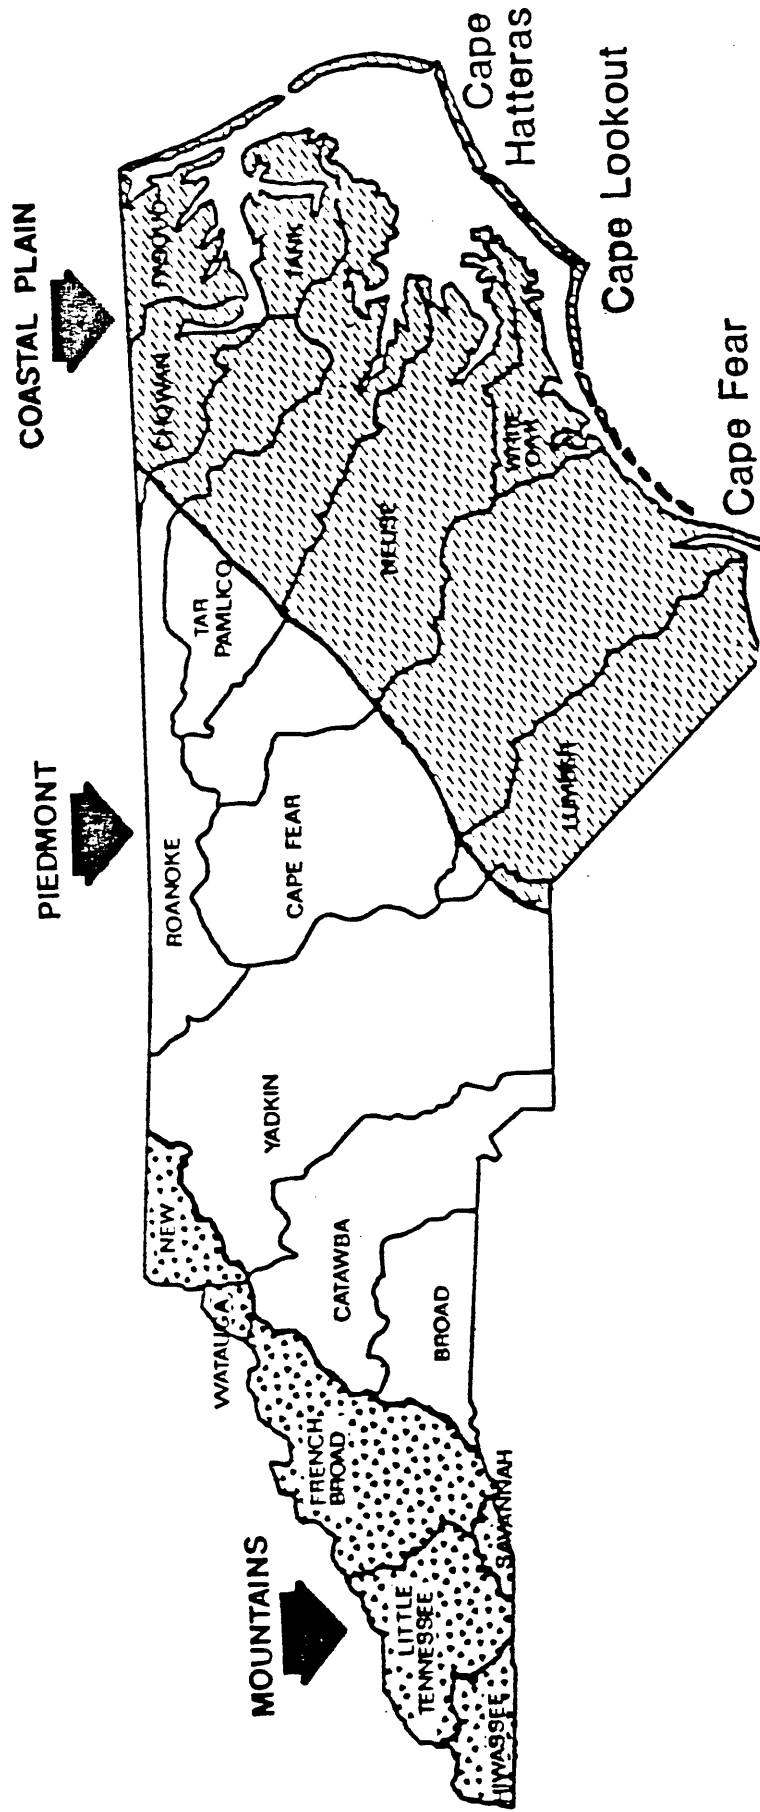 MOUNTAINS
PIEDMONT
COASTAL PLAIN
HIWASSEE
LITTLE
TENNESSEE
SAVANNAH
FRENCH
BROAD
WATAUGA
NEW
BROAD
CATAWBA
YADKIN
ROANOKE
CAPE FEAR
TAR
PAMLICO
LUMBER
NEUSE
WHITE
OAK
CHOWAN
Cape
Hatteras
Cape Lookout
Cape Fear